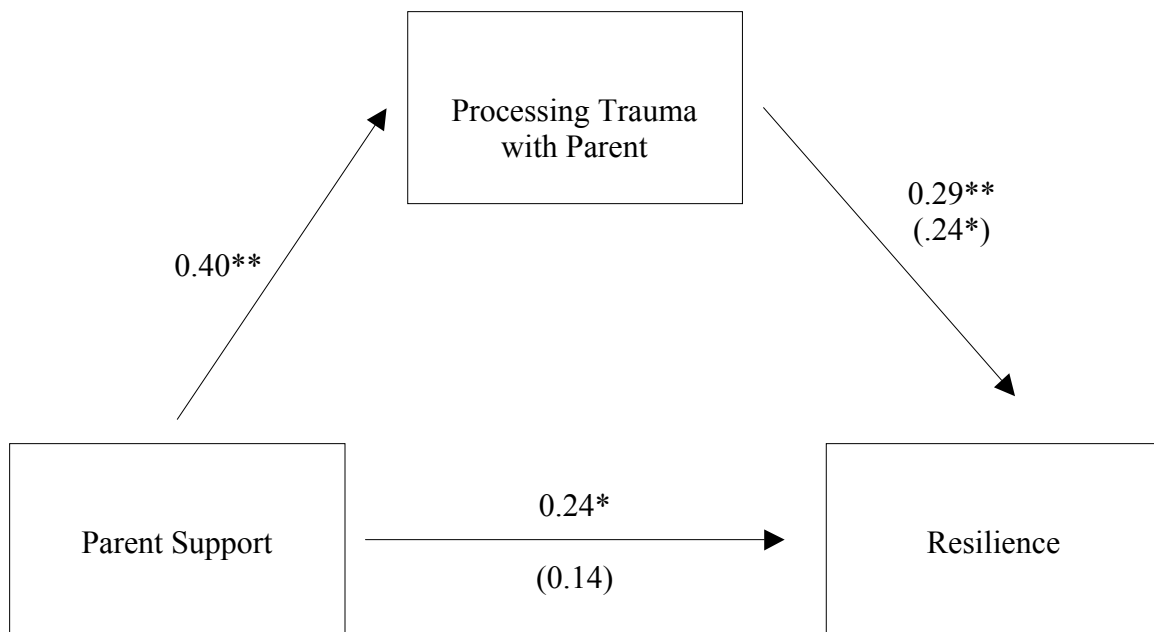 Processing Trauma
with Parent
0.29**
(.24*)
0.40**
0.24*
Parent Support
Resilience
(0.14)